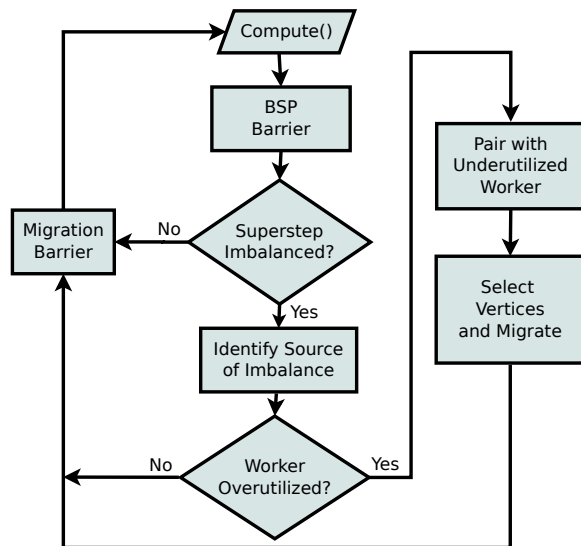 Compute()
BSP
Barrier
Superstep
Imbalanced?
No
Migration
Barrier
Yes
Identify Source
of Imbalance
Worker
Overutilized?
No
Yes
Pair with
Underutilized
Worker
Select
Vertices
and Migrate